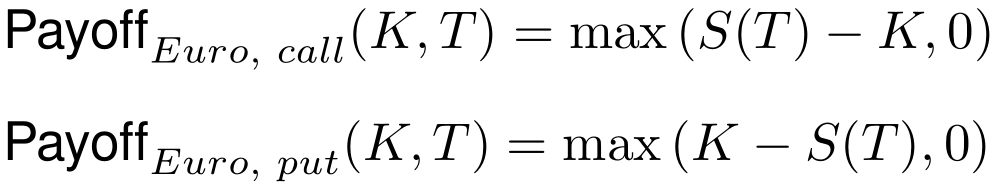 Payoff_{Euro, call}(K, T) = max (S(T) − K, 0)
Payoff_{Euro, put}(K, T) = max (K − S(T), 0)